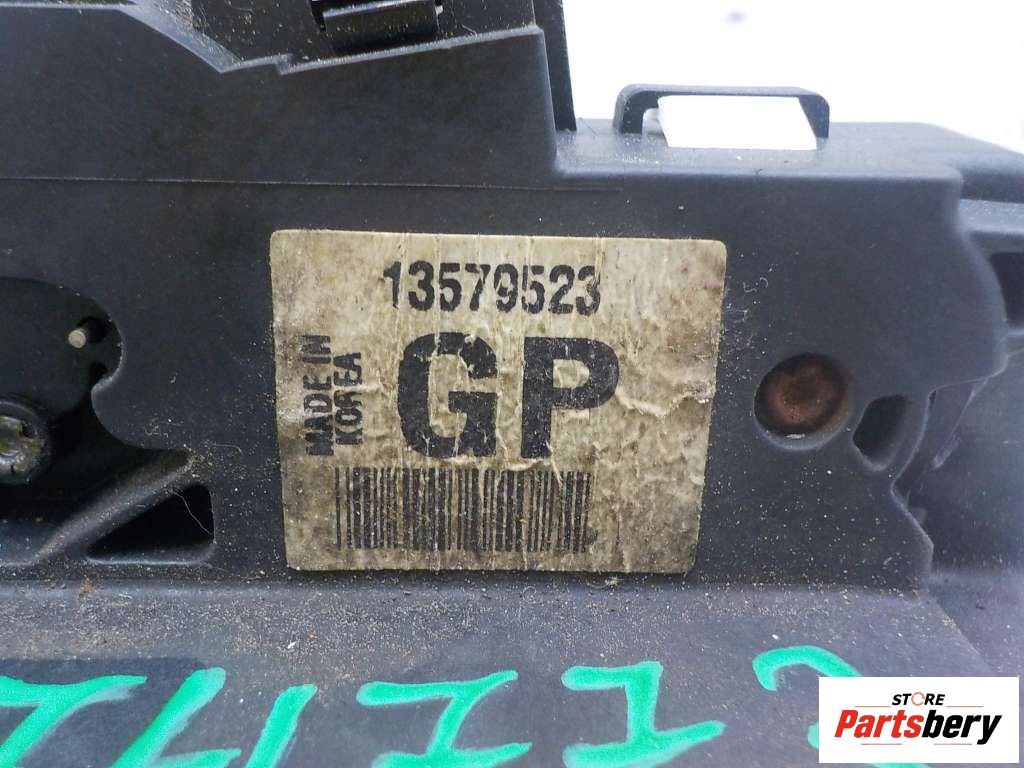 13579523
MADE IN
KOREA
GP
STORE
Partsbery